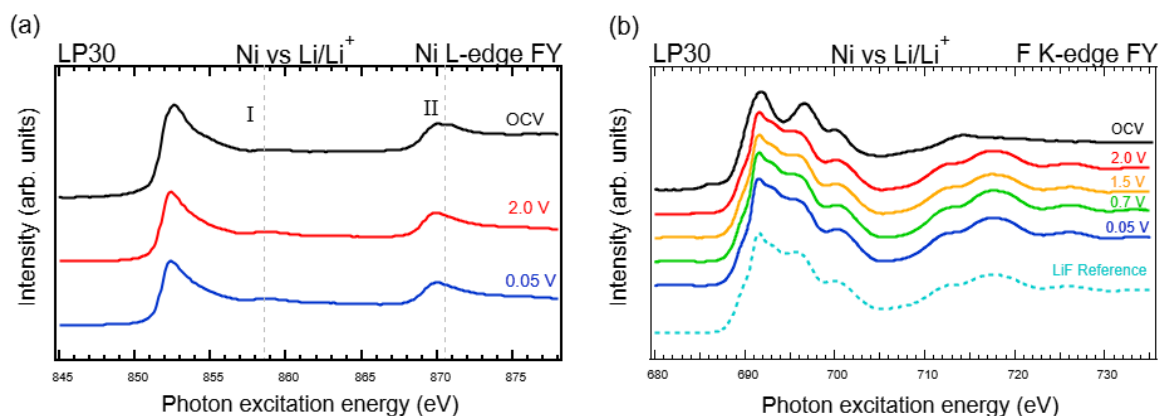 (a)
LP30 Ni vs Li/Li⁺ Ni L-edge FY
I II
OCV
2.0 V
0.05 V
Intensity (arb. units)
845 850 855 860 865 870 875
Photon excitation energy (eV)
(b)
LP30 Ni vs Li/Li⁺ F K-edge FY
OCV
2.0 V
1.5 V
0.7 V
0.05 V
LiF Reference
Intensity (arb. units)
680 690 700 710 720 730
Photon excitation energy (eV)